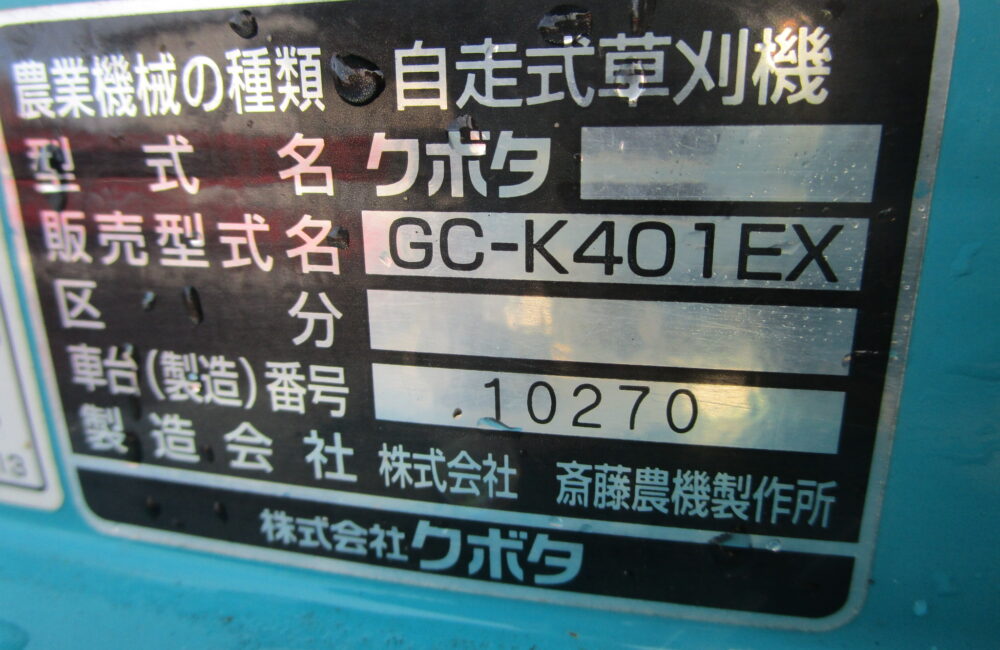 農業機械の種類 自走式草刈機
型式名 クボタ
販売型式名 GC-K401EX
区分
車台(製造)番号 10270
製造会社 株式会社 斎藤農機製作所
株式会社クボタ
13